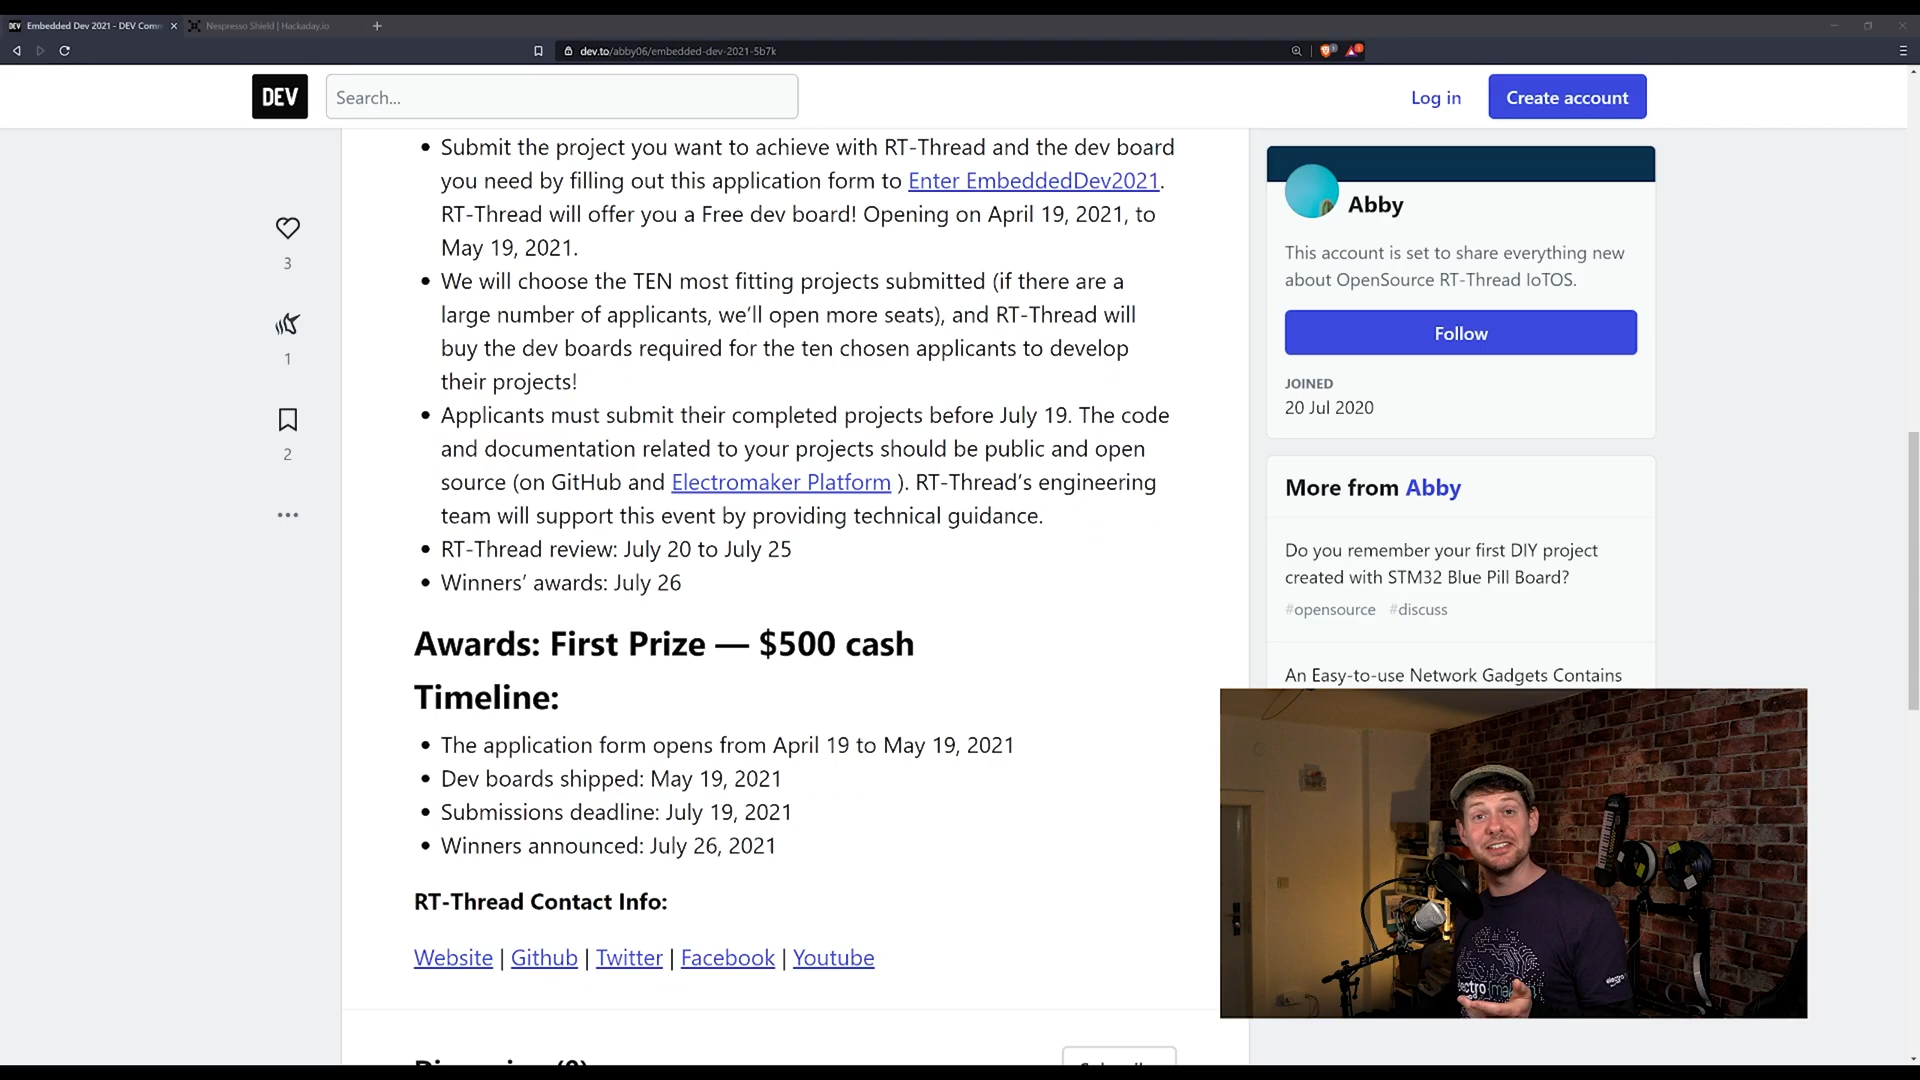 Embedded Dev 2021 - DEV Com
Nespresso Shield | Hackaday.io
dev.to/abby06/embedded-dev-2021-5b7k
DEV
Search...
Log in
Create account
Submit the project you want to achieve with RT-Thread and the dev board
you need by filling out this application form to Enter EmbeddedDev2021.
RT-Thread will offer you a Free dev board! Opening on April 19, 2021, to
May 19, 2021.
We will choose the TEN most fitting projects submitted (if there are a
large number of applicants, we’ll open more seats), and RT-Thread will
buy the dev boards required for the ten chosen applicants to develop
their projects!
Applicants must submit their completed projects before July 19. The code
and documentation related to your projects should be public and open
source (on GitHub and Electromaker Platform ). RT-Thread’s engineering
team will support this event by providing technical guidance.
RT-Thread review: July 20 to July 25
Winners’ awards: July 26
3
1
2
Awards: First Prize — $500 cash
Timeline:
The application form opens from April 19 to May 19, 2021
Dev boards shipped: May 19, 2021
Submissions deadline: July 19, 2021
Winners announced: July 26, 2021
RT-Thread Contact Info:
Website | Github | Twitter | Facebook | Youtube
Abby
This account is set to share everything new
about OpenSource RT-Thread IoTOS.
Follow
JOINED
20 Jul 2020
More from Abby
Do you remember your first DIY project
created with STM32 Blue Pill Board?
#opensource #discuss
An Easy-to-use Network Gadgets Contains